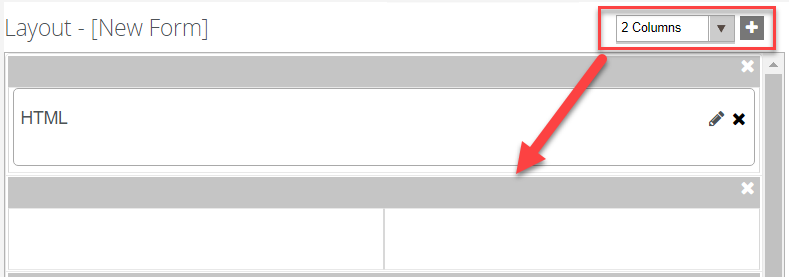 Layout - [New Form]
2 Columns
HTML